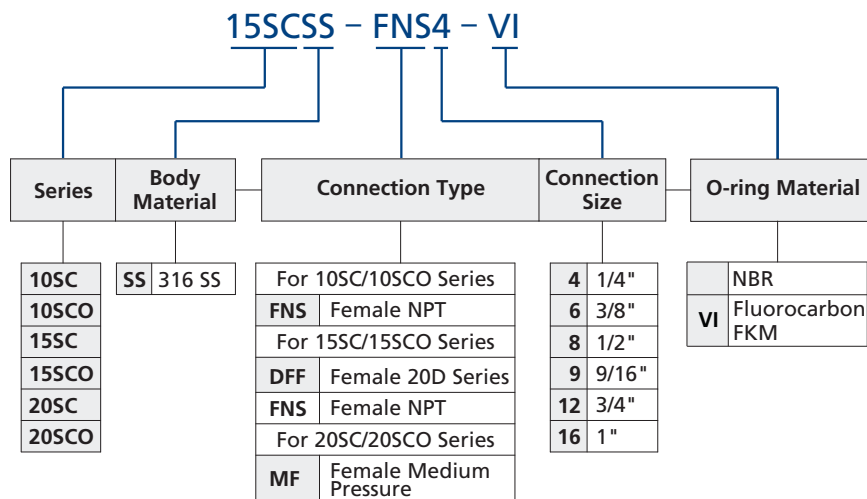 15SCSS – FNS4 – VI
Series
Body
Material
Connection Type
Connection
Size
O-ring Material
10SC
10SCO
15SC
15SCO
20SC
20SCO
SS 316 SS
For 10SC/10SCO Series
FNS Female NPT
For 15SC/15SCO Series
DFF Female 20D Series
FNS Female NPT
For 20SC/20SCO Series
MF Female Medium
Pressure
4 1/4"
6 3/8"
8 1/2"
9 9/16"
12 3/4"
16 1"
NBR
VI Fluorocarbon
FKM